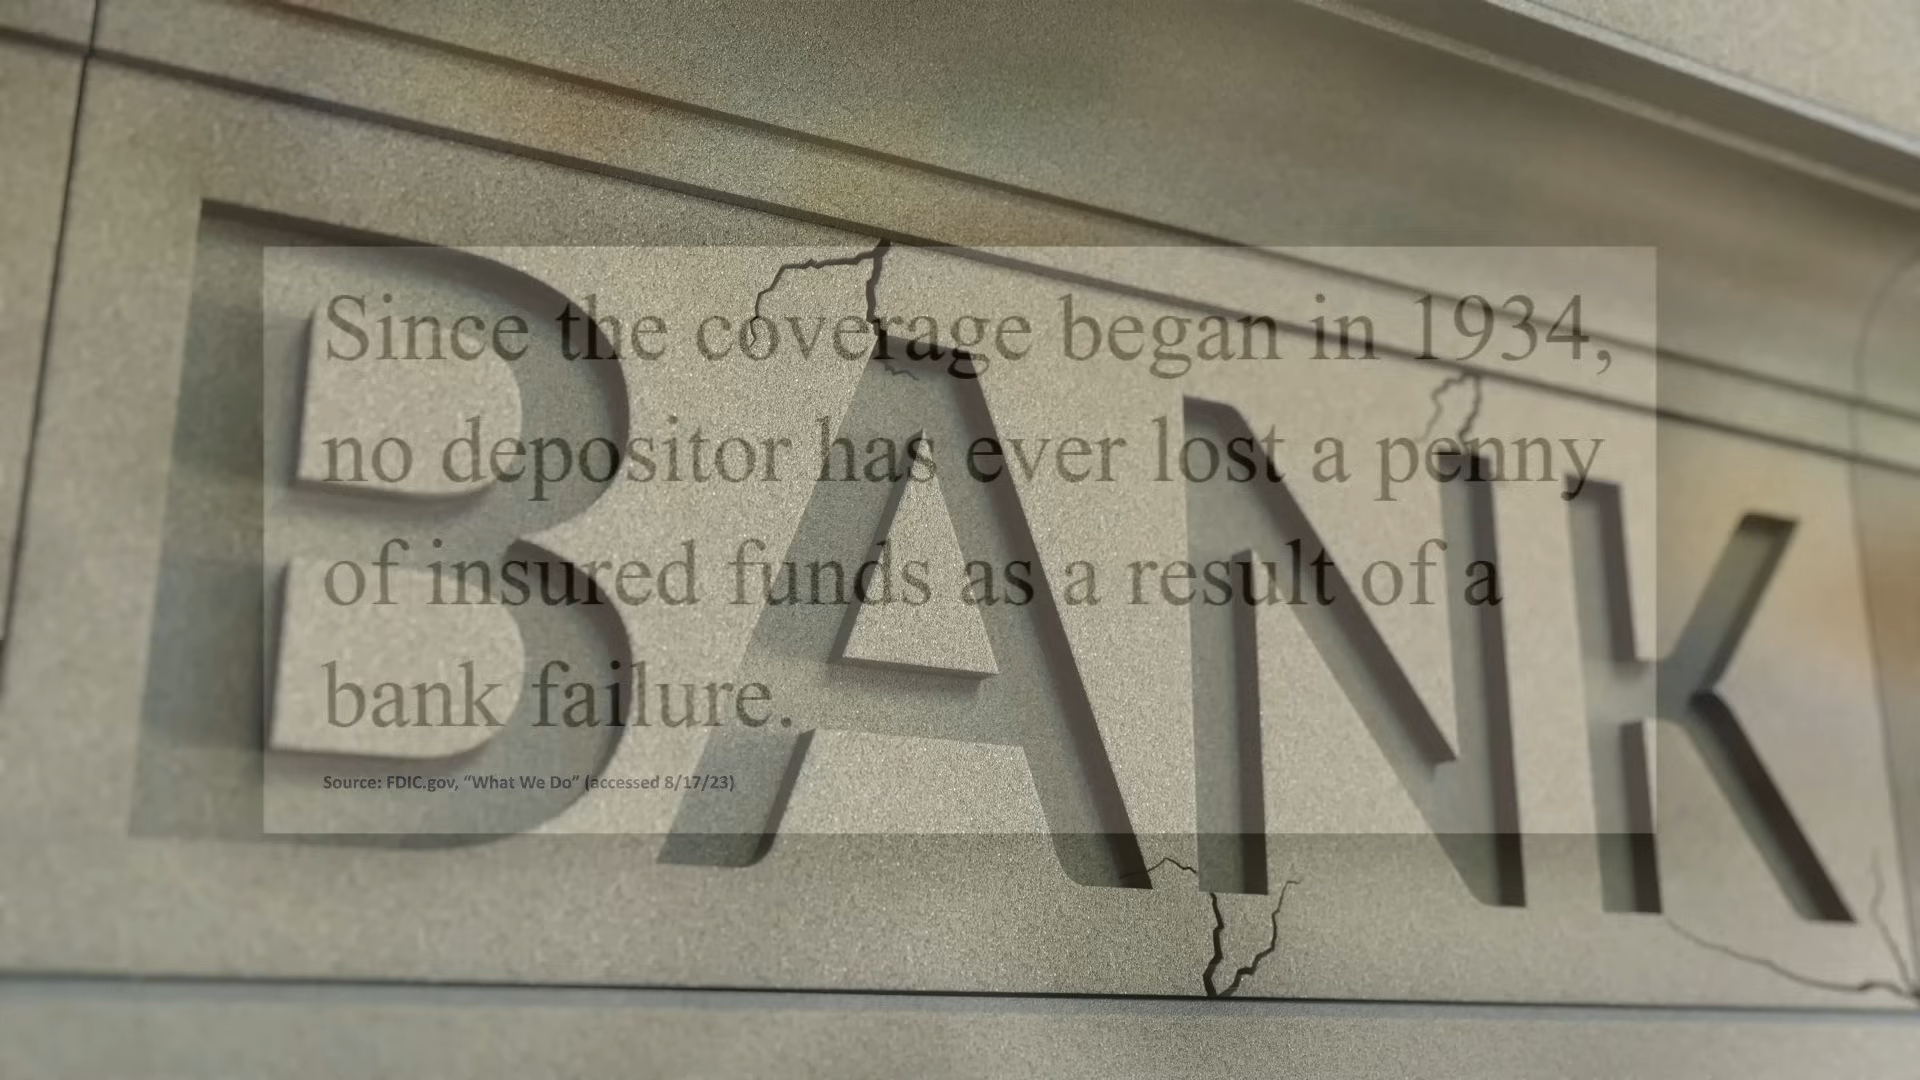 BANK
Since the coverage began in 1934,
no depositor has ever lost a penny
of insured funds as a result of a
bank failure.
Source: FDIC.gov, “What We Do” (accessed 8/17/23)